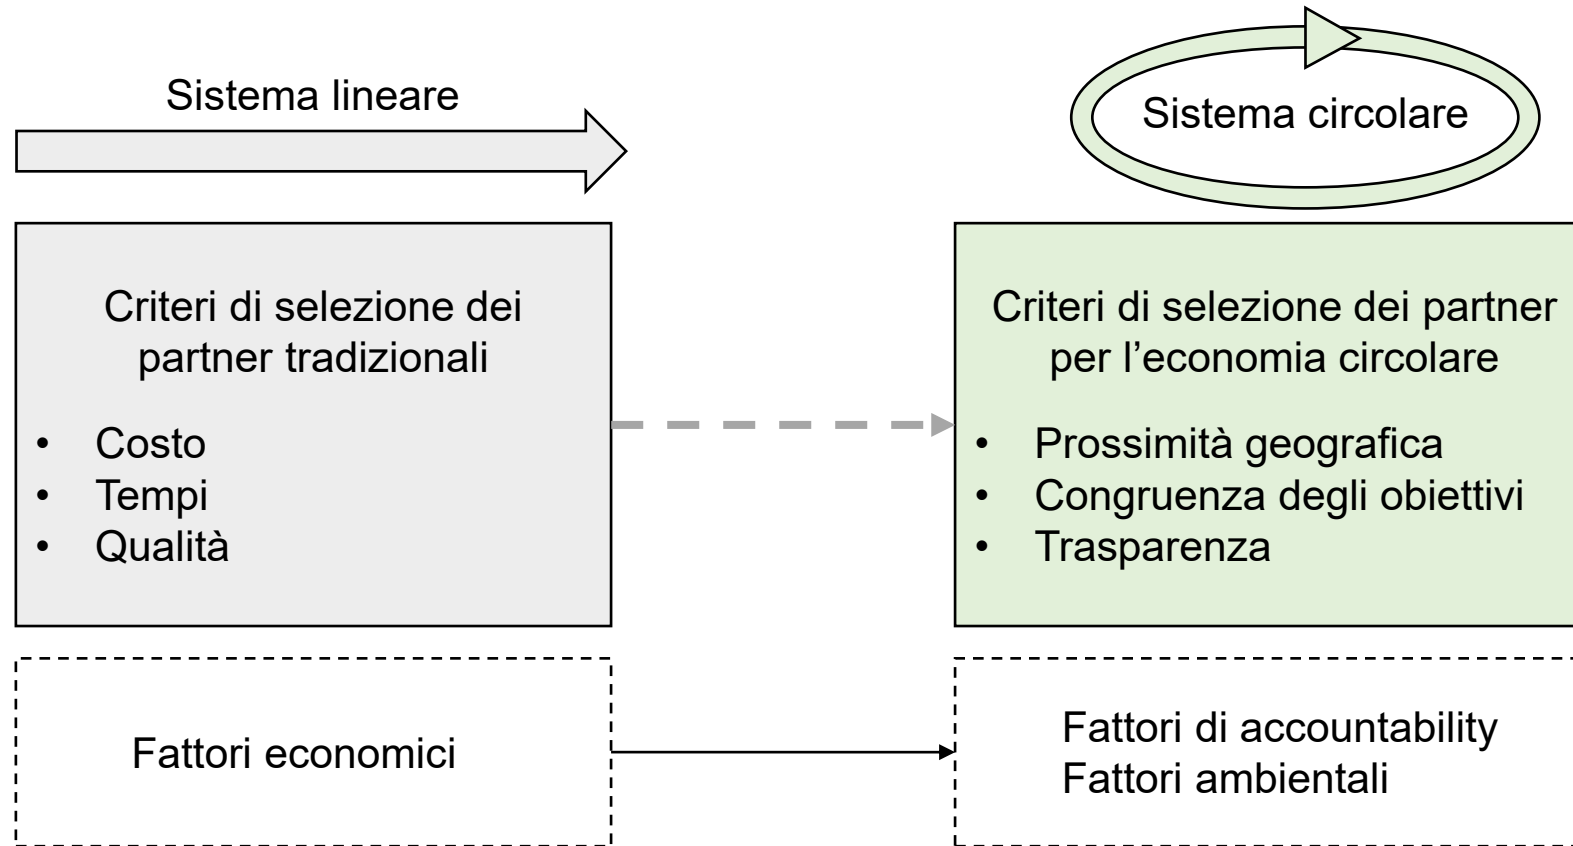 Sistema lineare
Sistema circolare
Criteri di selezione dei
partner tradizionali
• Costo
• Tempi
• Qualità
Criteri di selezione dei partner
per l’economia circolare
• Prossimità geografica
• Congruenza degli obiettivi
• Trasparenza
Fattori economici
Fattori di accountability
Fattori ambientali